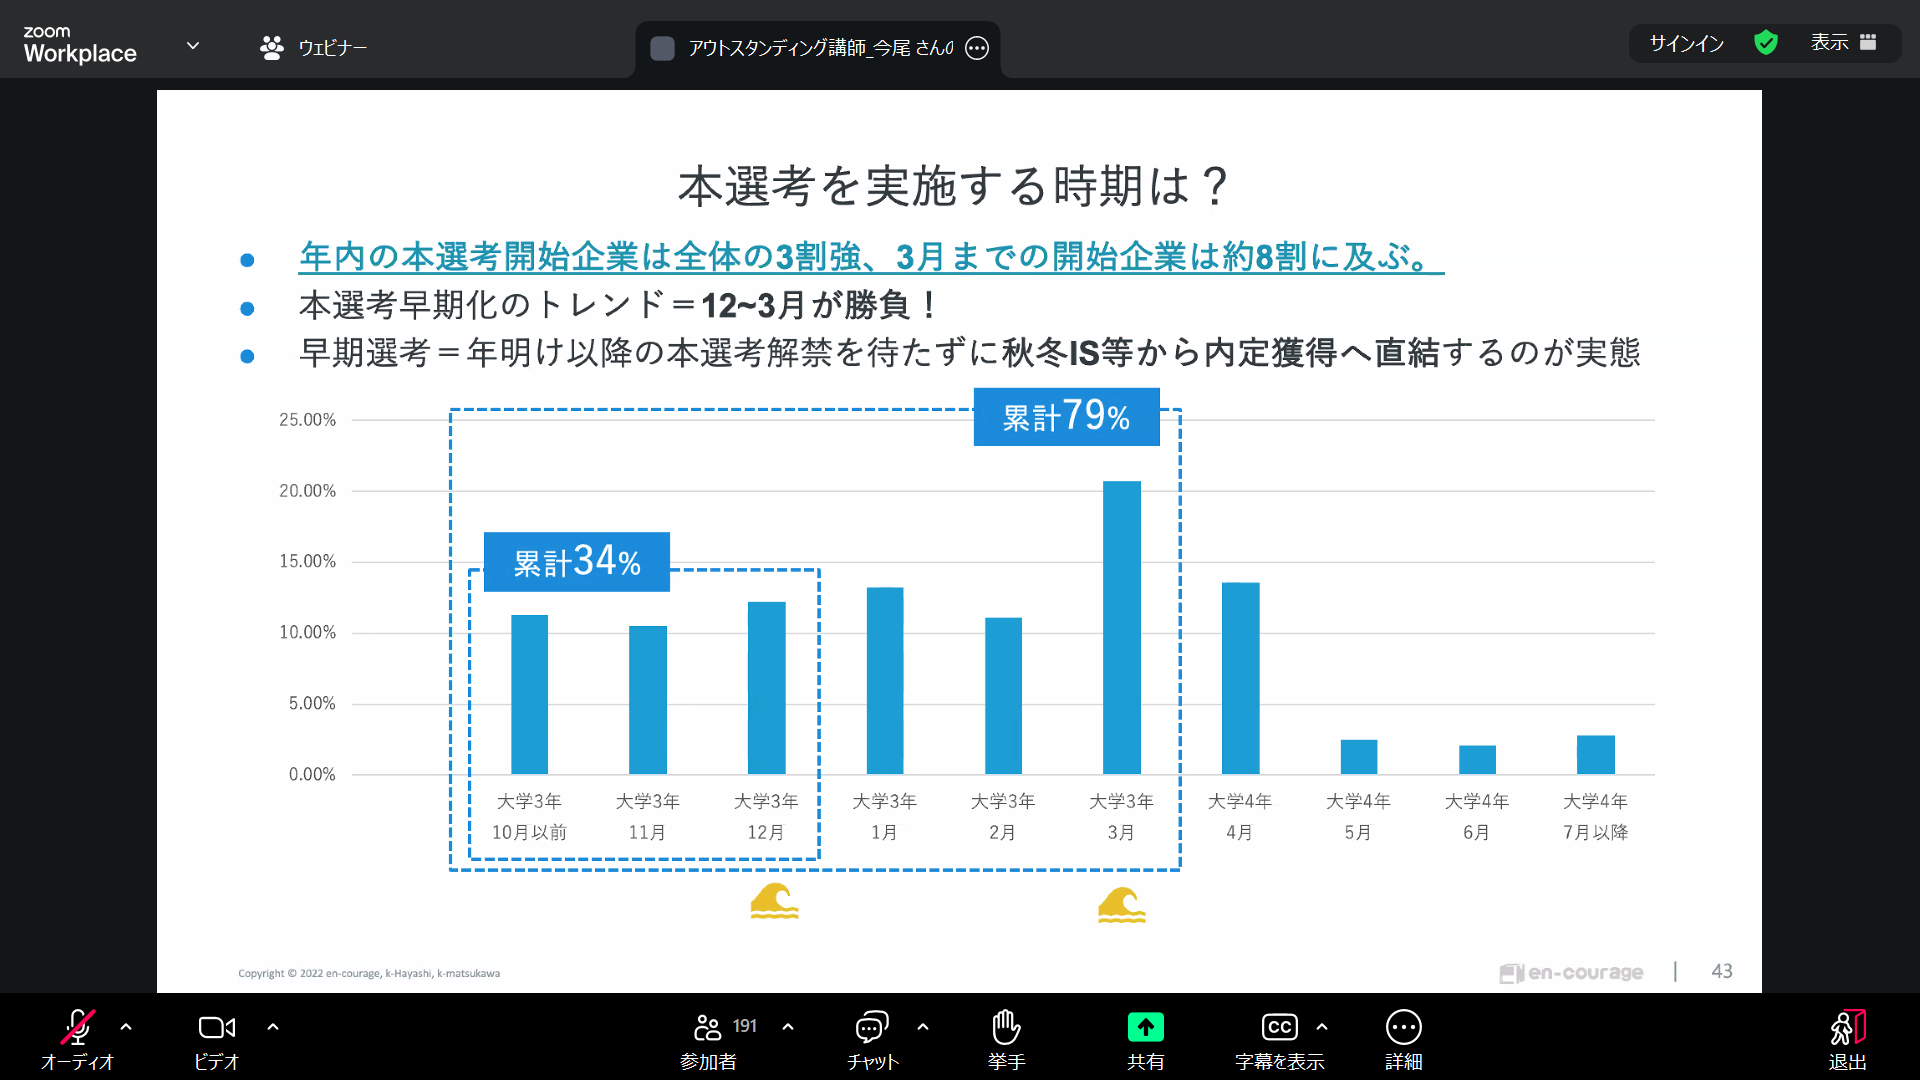 zoom
Workplace
ウェビナー
アウトスタンディング講師_今尾 さんの
サインイン
表示
本選考を実施する時期は？
年内の本選考開始企業は全体の3割強、3月までの開始企業は約8割に及ぶ。
本選考早期化のトレンド＝12~3月が勝負！
早期選考＝年明け以降の本選考解禁を待たずに秋冬IS等から内定獲得へ直結するのが実態
累計79%
累計34%
25.00%
20.00%
15.00%
10.00%
5.00%
0.00%
大学3年 大学3年 大学3年 大学3年 大学3年 大学3年 大学4年 大学4年 大学4年 大学4年
10月以前 11月 12月 1月 2月 3月 4月 5月 6月 7月以降
Copyright © 2022 en-courage, k-Hayashi, k-matsukawa
en-courage | 43
191
CC
オーディオ
ビデオ
参加者
チャット
挙手
共有
字幕を表示
詳細
退出